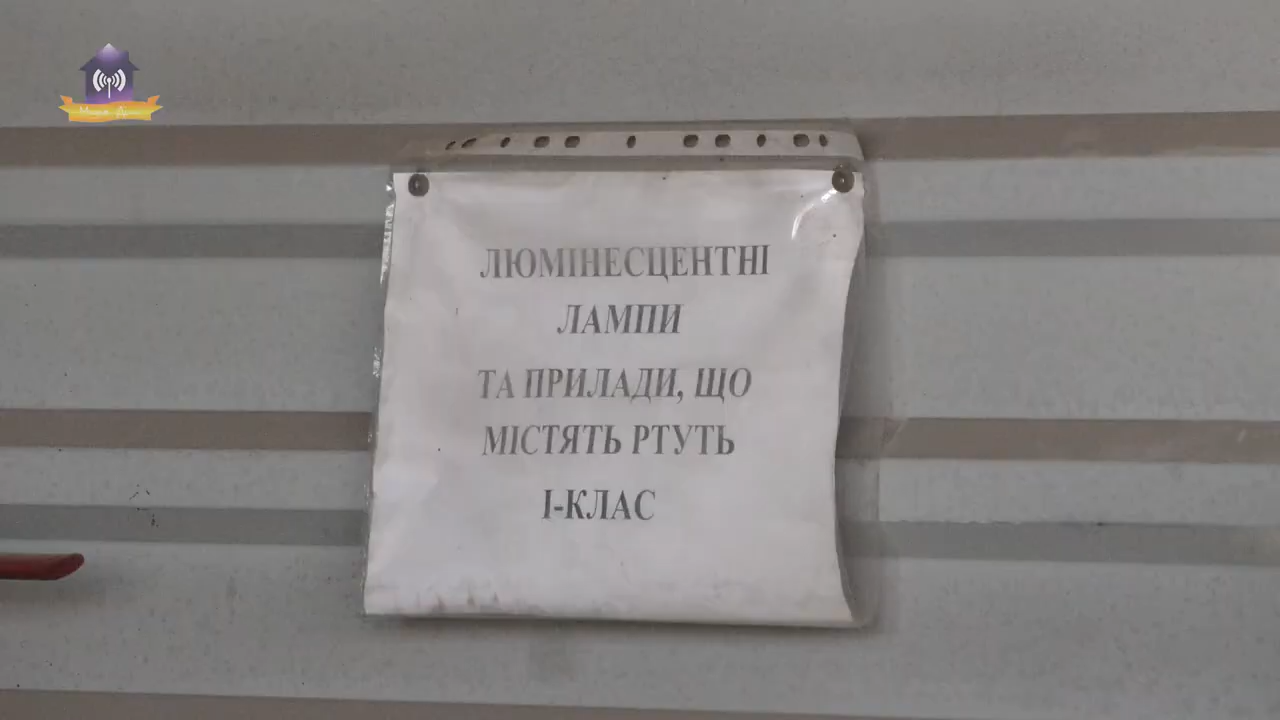 ЛЮМІНЕСЦЕНТНІ
ЛАМПИ
ТА ПРИЛАДИ, ЩО
МІСТЯТЬ РТУТЬ
І-КЛАС